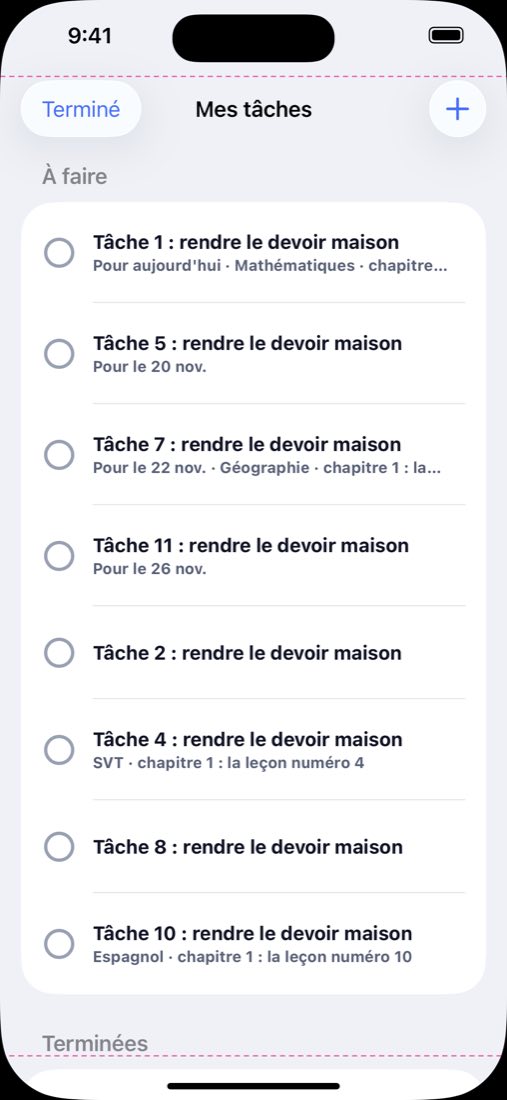 9:41
Terminé
Mes tâches
À faire
Tâche 1 : rendre le devoir maison
Pour aujourd'hui · Mathématiques · chapitre...
Tâche 5 : rendre le devoir maison
Pour le 20 nov.
Tâche 7 : rendre le devoir maison
Pour le 22 nov. · Géographie · chapitre 1 : la...
Tâche 11 : rendre le devoir maison
Pour le 26 nov.
Tâche 2 : rendre le devoir maison
Tâche 4 : rendre le devoir maison
SVT · chapitre 1 : la leçon numéro 4
Tâche 8 : rendre le devoir maison
Tâche 10 : rendre le devoir maison
Espagnol · chapitre 1 : la leçon numéro 10
Terminées